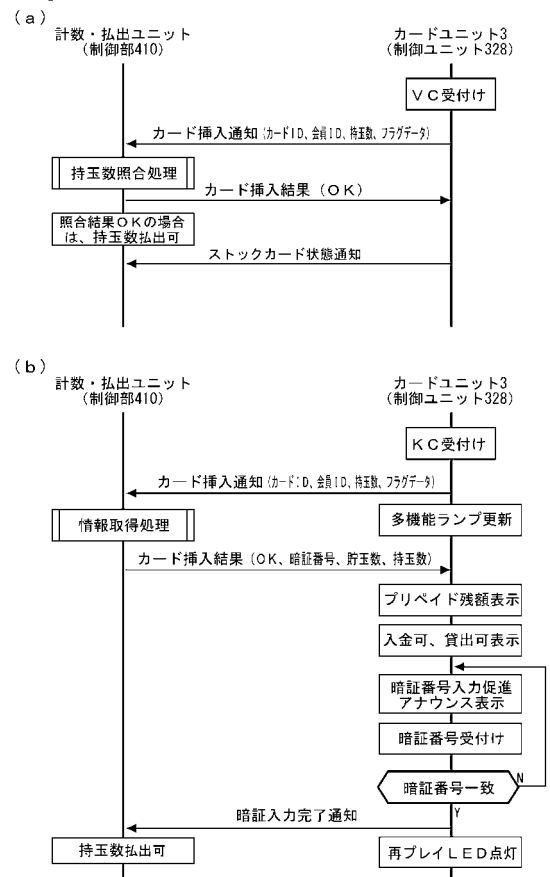 (a)
計数・払出ユニット
(制御部410)
カードユニット3
(制御ユニット328)
VC受付け
カード挿入通知(カードID、会員ID、持玉数、フラグデータ)
持玉数照合処理
カード挿入結果(OK)
照合結果OKの場合
は、持玉数払出可
ストックカード状態通知
(b)
計数・払出ユニット
(制御部410)
カードユニット3
(制御ユニット328)
KC受付け
カード挿入通知(カードID、会員ID、持玉数、フラグデータ)
情報取得処理
多機能ランプ更新
カード挿入結果(OK、暗証番号、貯玉数、持玉数)
プリペイド残額表示
入金可、貸出可表示
暗証番号入力促進
アナウンス表示
暗証番号受付け
暗証番号一致
N
Y
暗証入力完了通知
持玉数払出可
再プレイLED点灯